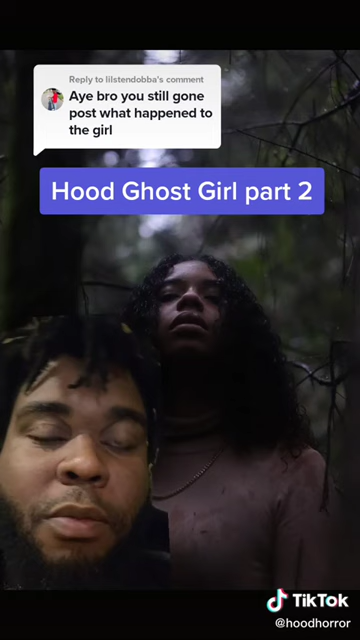 Reply to lilstendobba's comment
Aye bro you still gone
post what happened to
the girl
Hood Ghost Girl part 2
TikTok
@hoodhorror